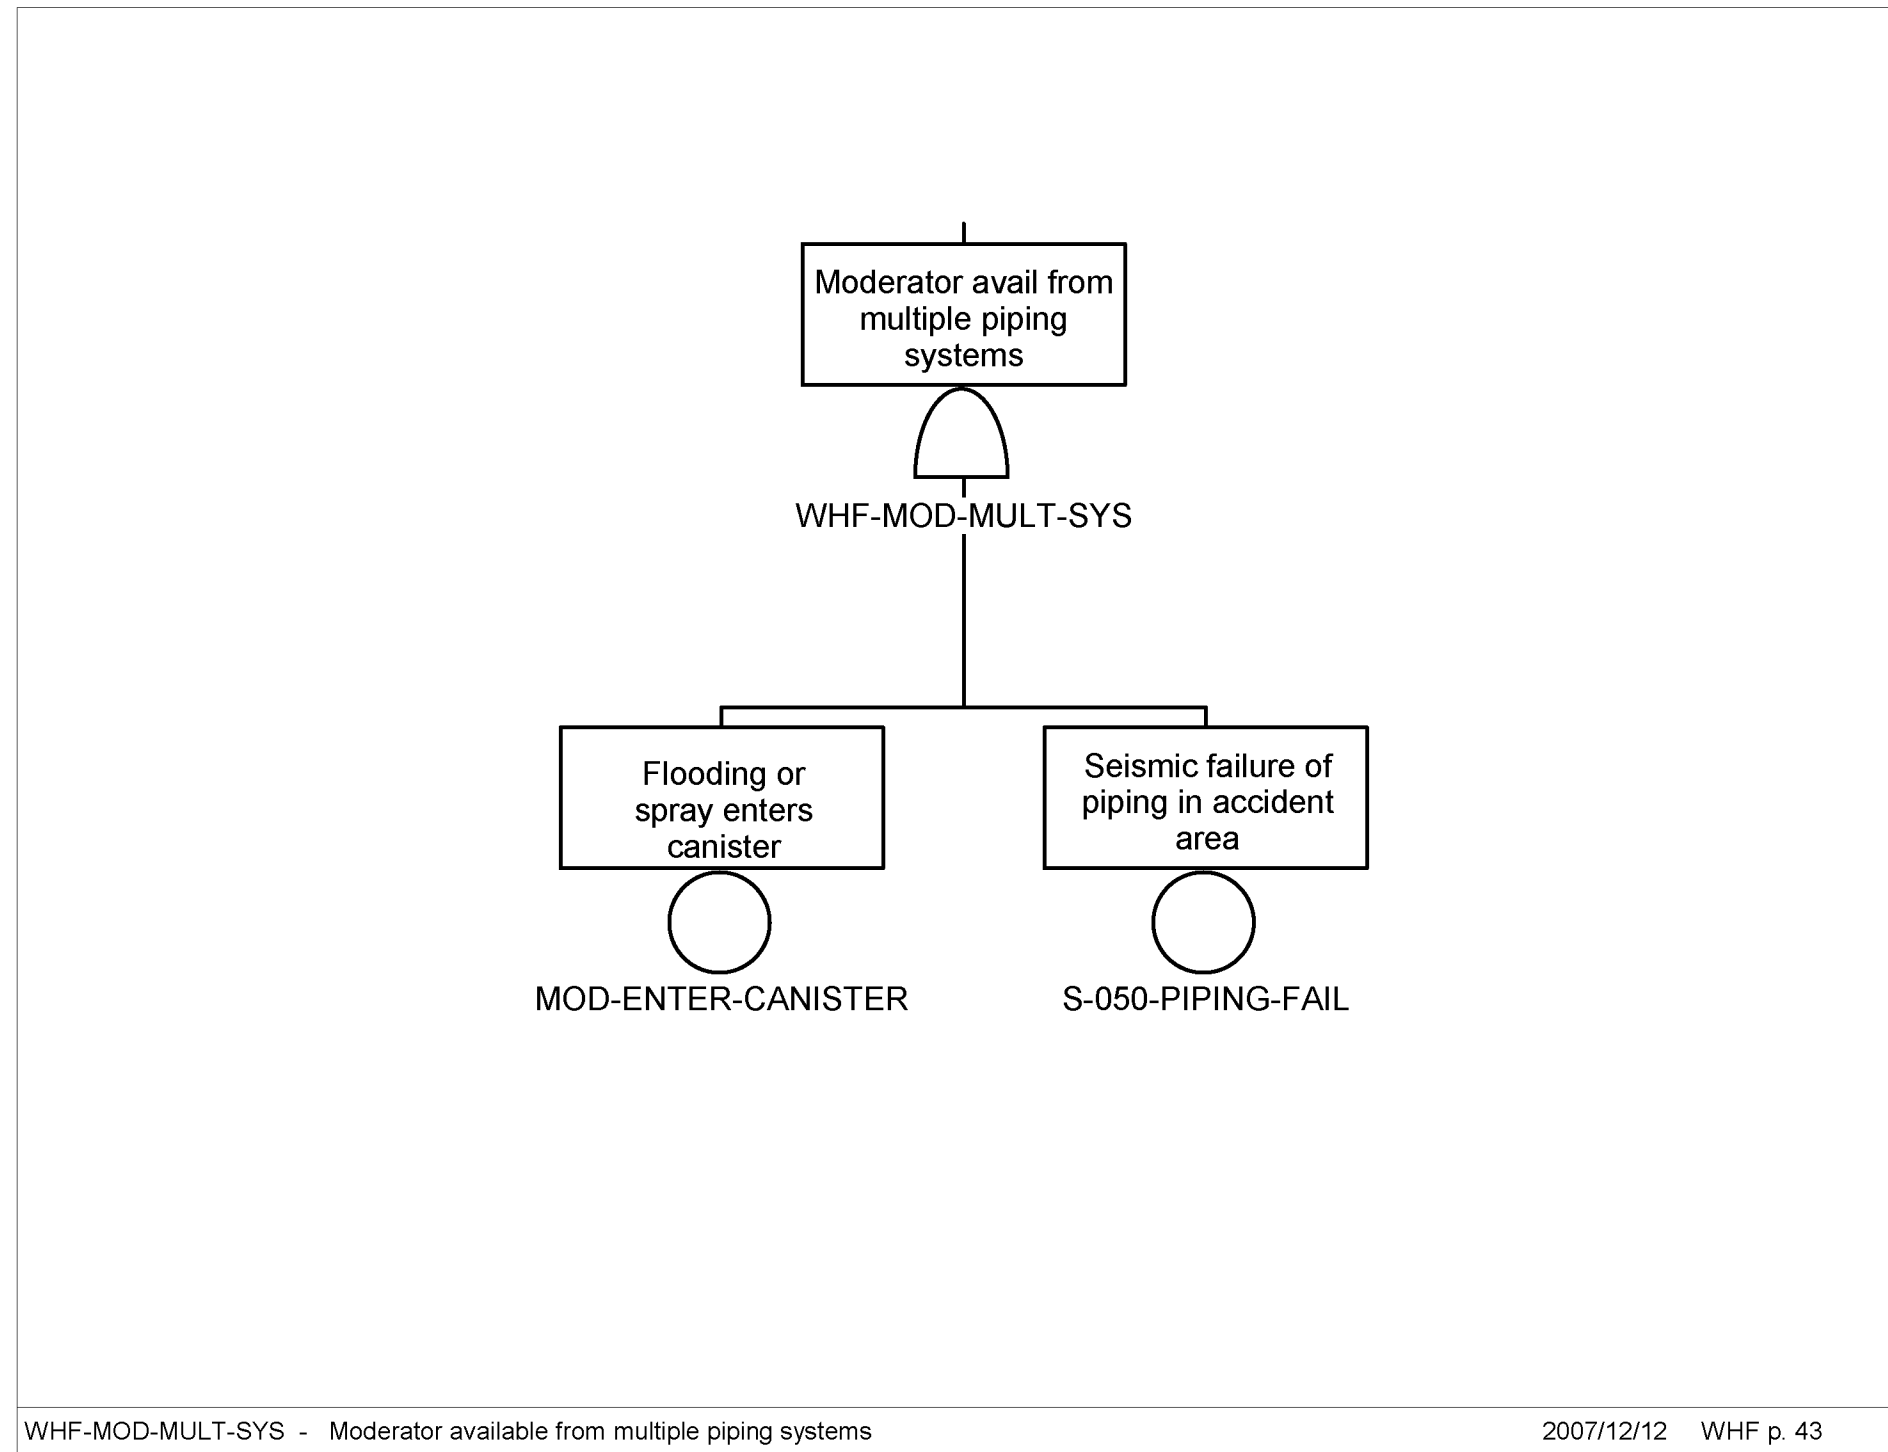 Moderator avail from
multiple piping
systems
WHF-MOD-MULT-SYS
Flooding or
spray enters
canister
MOD-ENTER-CANISTER
Seismic failure of
piping in accident
area
S-050-PIPING-FAIL
WHF-MOD-MULT-SYS - Moderator available from multiple piping systems
2007/12/12 WHF p. 43